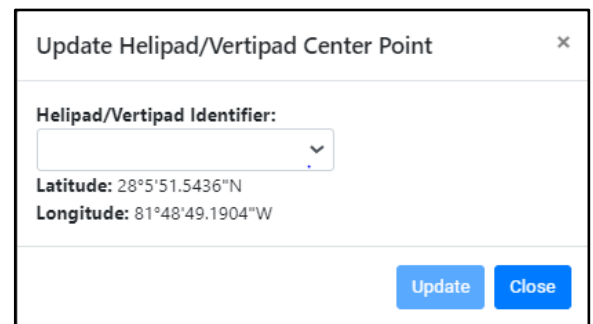 Update Helipad/Vertipad Center Point ×
Helipad/Vertipad Identifier:
Latitude: 28°5'51.5436"N
Longitude: 81°48'49.1904"W
Update Close